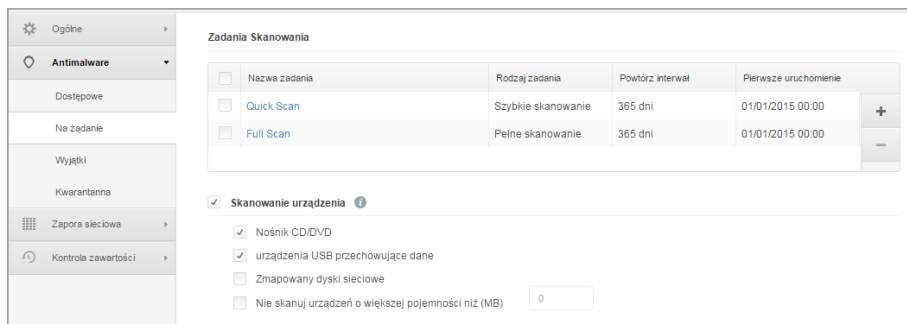 Ogólne
Antimalware
Dostępowe
Na żądanie
Wyjątki
Kwarantanna
Zapora sieciowa
Kontrola zawartości
Zadania Skanowania
Nazwa zadania Rodzaj zadania Powtórz interwał Pierwsze uruchomienie
Quick Scan Szybkie skanowanie 365 dni 01/01/2015 00:00
Full Scan Pełne skanowanie 365 dni 01/01/2015 00:00
Skanowanie urządzenia
Nośnik CD/DVD
urządzenia USB przechowujące dane
Zmapowany dyski sieciowe
Nie skanuj urządzeń o większej pojemności niż (MB) 0